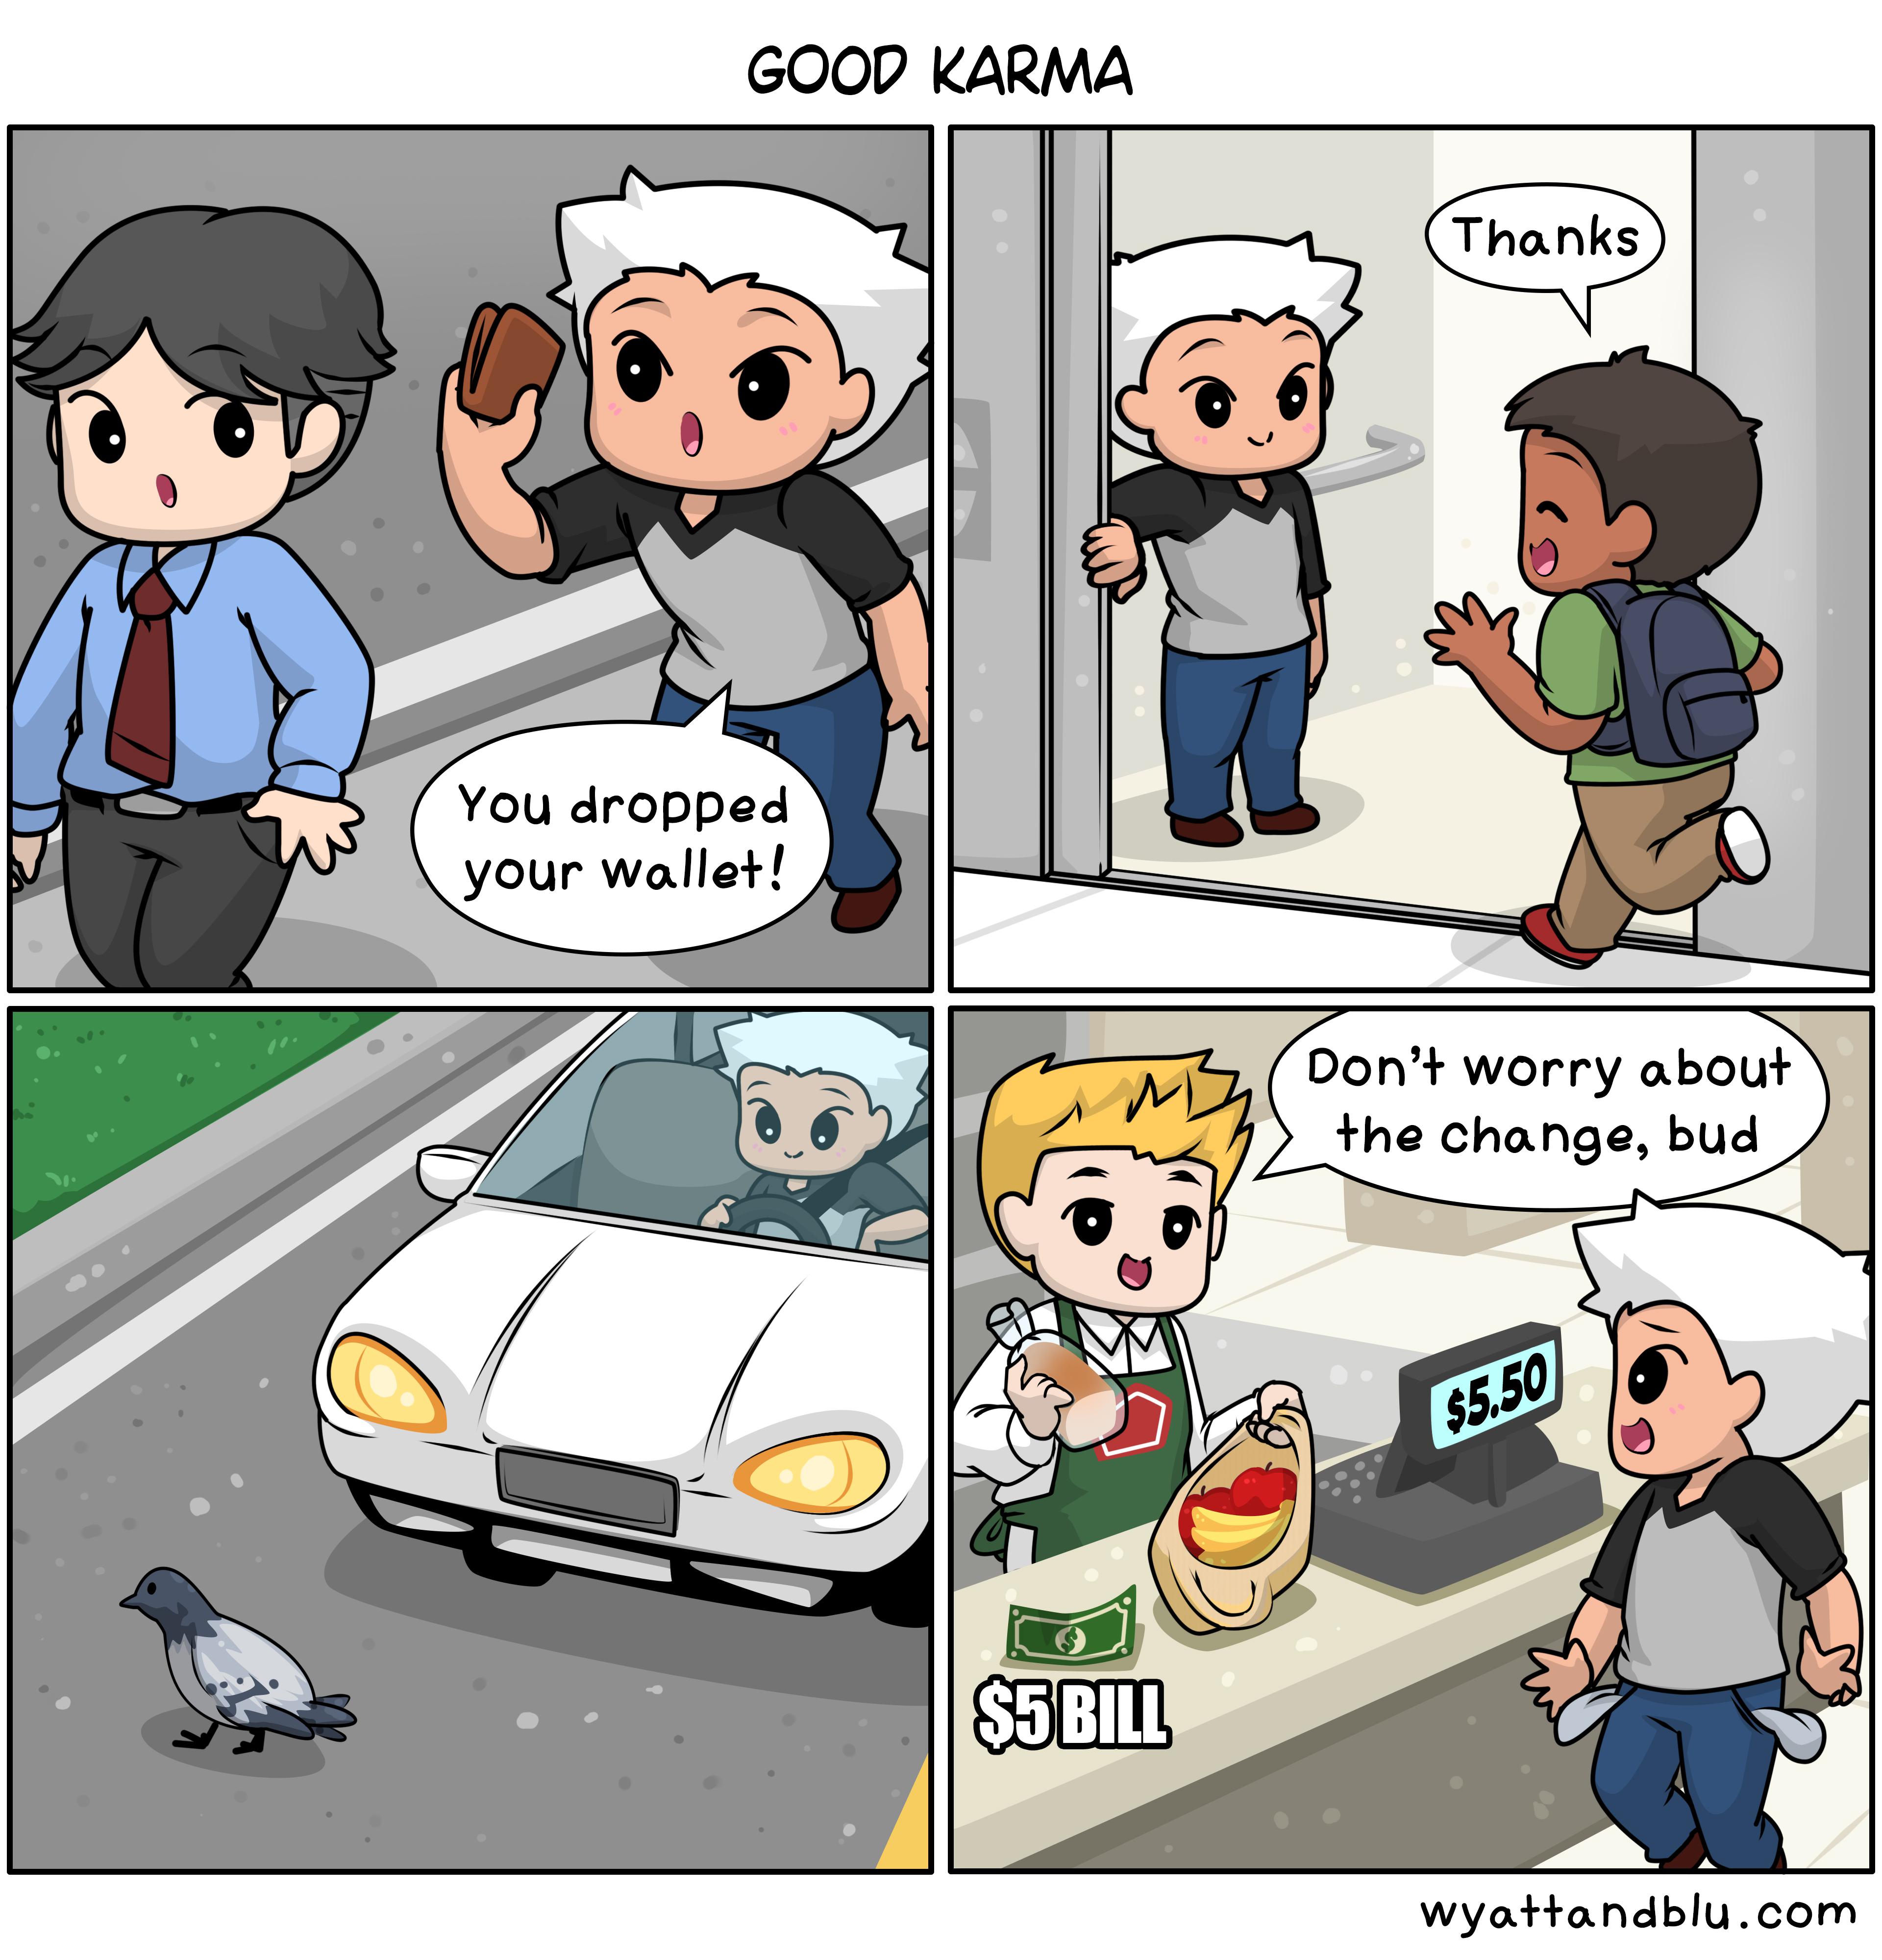 GOOD KARMA
You dropped
your wallet!
Thanks
Don't worry about
the change, bud
$5.50
$5 BILL
wyattandblu.com